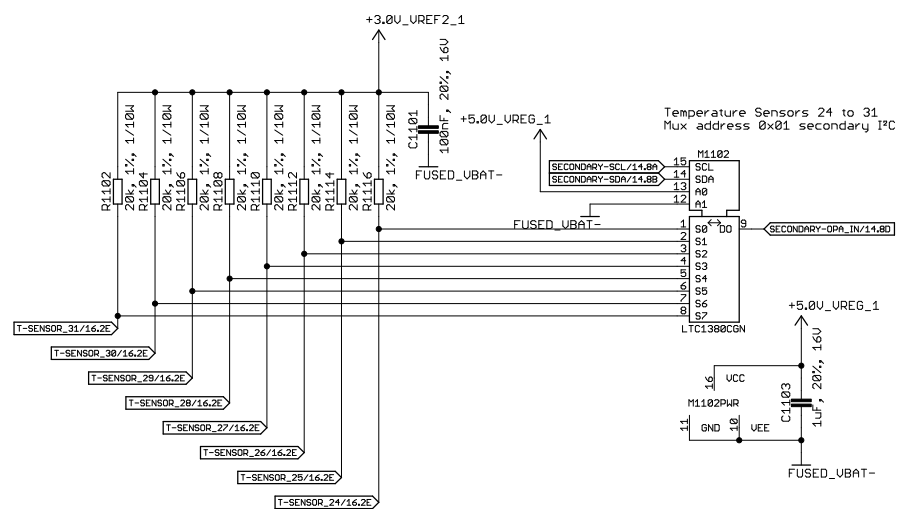 +3.0V_VREF2_1
C1101
100nF, 20%, 16V
FUSED_VBAT-
R1102
20k, 1%, 1/10W
R1104
20k, 1%, 1/10W
R1106
20k, 1%, 1/10W
R1108
20k, 1%, 1/10W
R1110
20k, 1%, 1/10W
R1112
20k, 1%, 1/10W
R1114
20k, 1%, 1/10W
R1116
20k, 1%, 1/10W
+5.0V_VREG_1
Temperature Sensors 24 to 31
Mux address 0x01 secondary I²C
M1102
SECONDARY-SCL/14.8A 15 SCL
SECONDARY-SDA/14.8B 14 SDA
13 A0
12 A1
FUSED_VBAT-
1 S0 DO 9 SECONDARY-OPA_IN/14.8D
2 S1
3 S2
4 S3
5 S4
6 S5
7 S6
8 S7
LTC1380CGN
T-SENSOR_31/16.2E
T-SENSOR_30/16.2E
T-SENSOR_29/16.2E
T-SENSOR_28/16.2E
T-SENSOR_27/16.2E
T-SENSOR_26/16.2E
T-SENSOR_25/16.2E
T-SENSOR_24/16.2E
+5.0V_VREG_1
16 VCC
M1102PWR
11 GND 10 VEE
C1103
1uF, 20%, 16V
FUSED_VBAT-